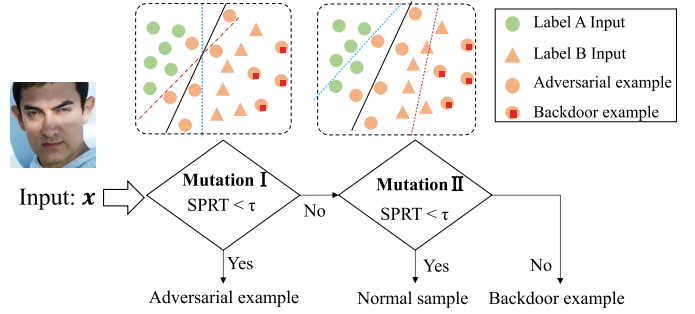 Label A Input
Label B Input
Adversarial example
Backdoor example
Input: x
Mutation Ⅰ
SPRT < τ
No
Mutation Ⅱ
SPRT < τ
Yes
Yes
No
Adversarial example
Normal sample
Backdoor example